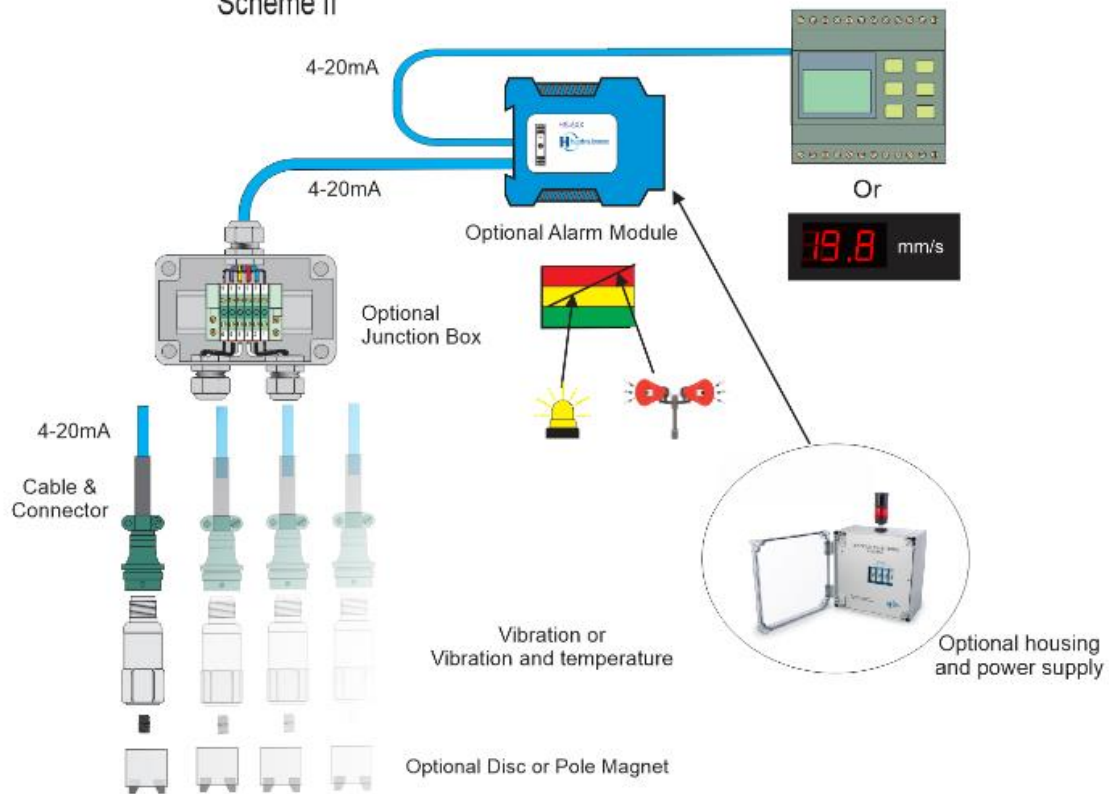 Scheme II
4-20mA
4-20mA
Or
Optional Alarm Module
19.8 mm/s
Optional
Junction Box
4-20mA
Cable &
Connector
Vibration or
Vibration and temperature
Optional housing
and power supply
Optional Disc or Pole Magnet